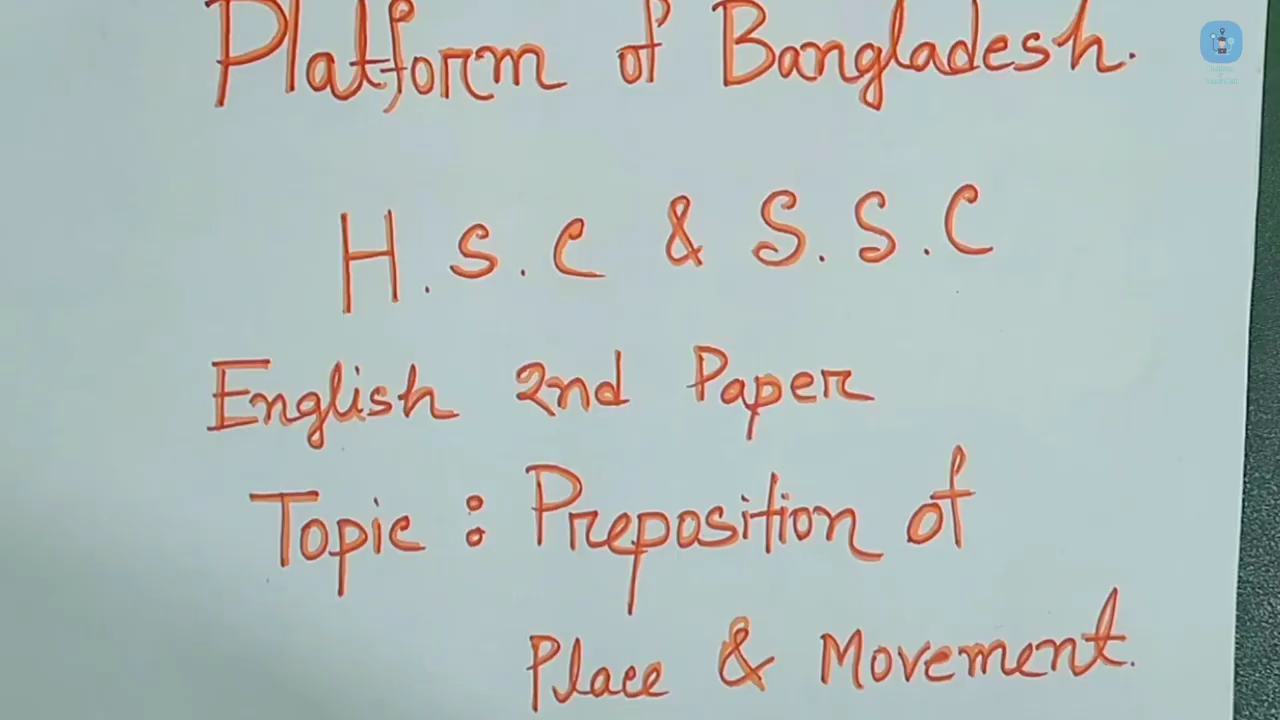 Platform of Bangladesh.
H.S.C & S.S.C
English 2nd Paper
Topic : Preposition of
Place & Movement.